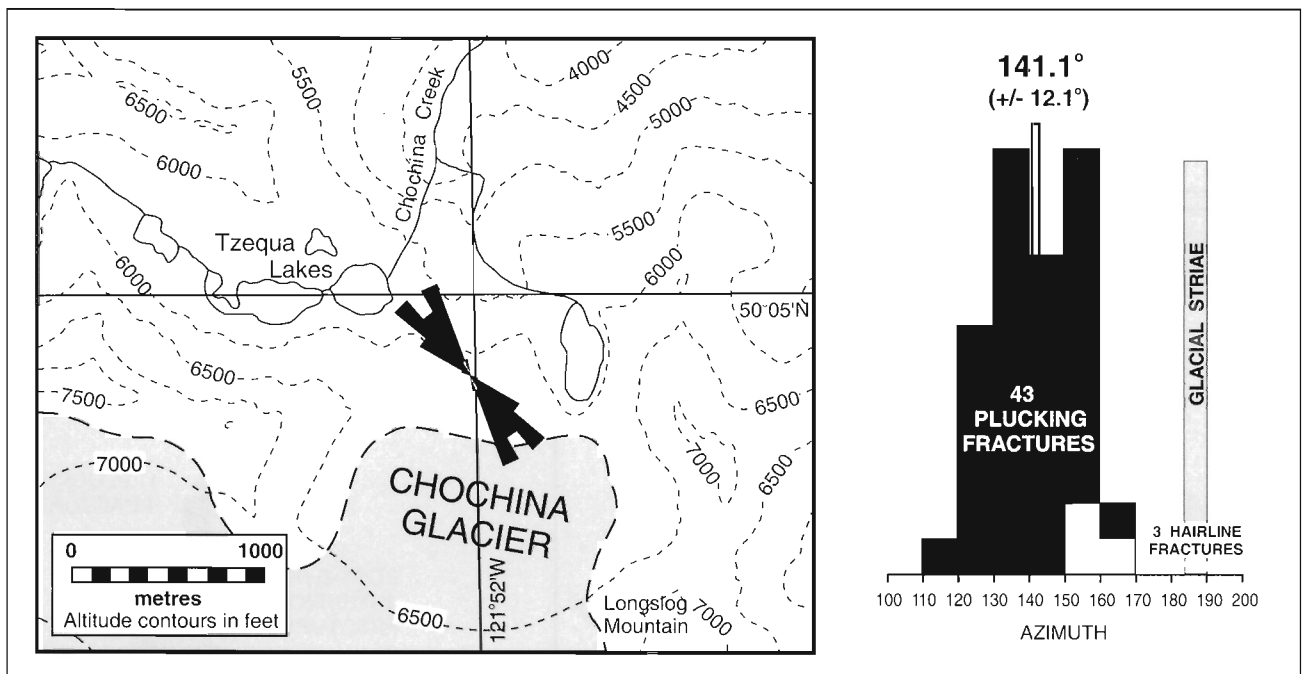 5500
4000
6500
4500
5000
Chochina Creek
6000
Tzequa
Lakes
5500
6000
6000
50°05'N
6500
7500
6500
7000
7000
6500
CHOCHINA
GLACIER
0 1000
metres
Altitude contours in feet
6500
121°52'W
Longslog
Mountain
7000
141.1°
(+/- 12.1°)
43
PLUCKING
FRACTURES
GLACIAL STRIAE
3 HAIRLINE
FRACTURES
100 110 120 130 140 150 160 170 180 190 200
AZIMUTH